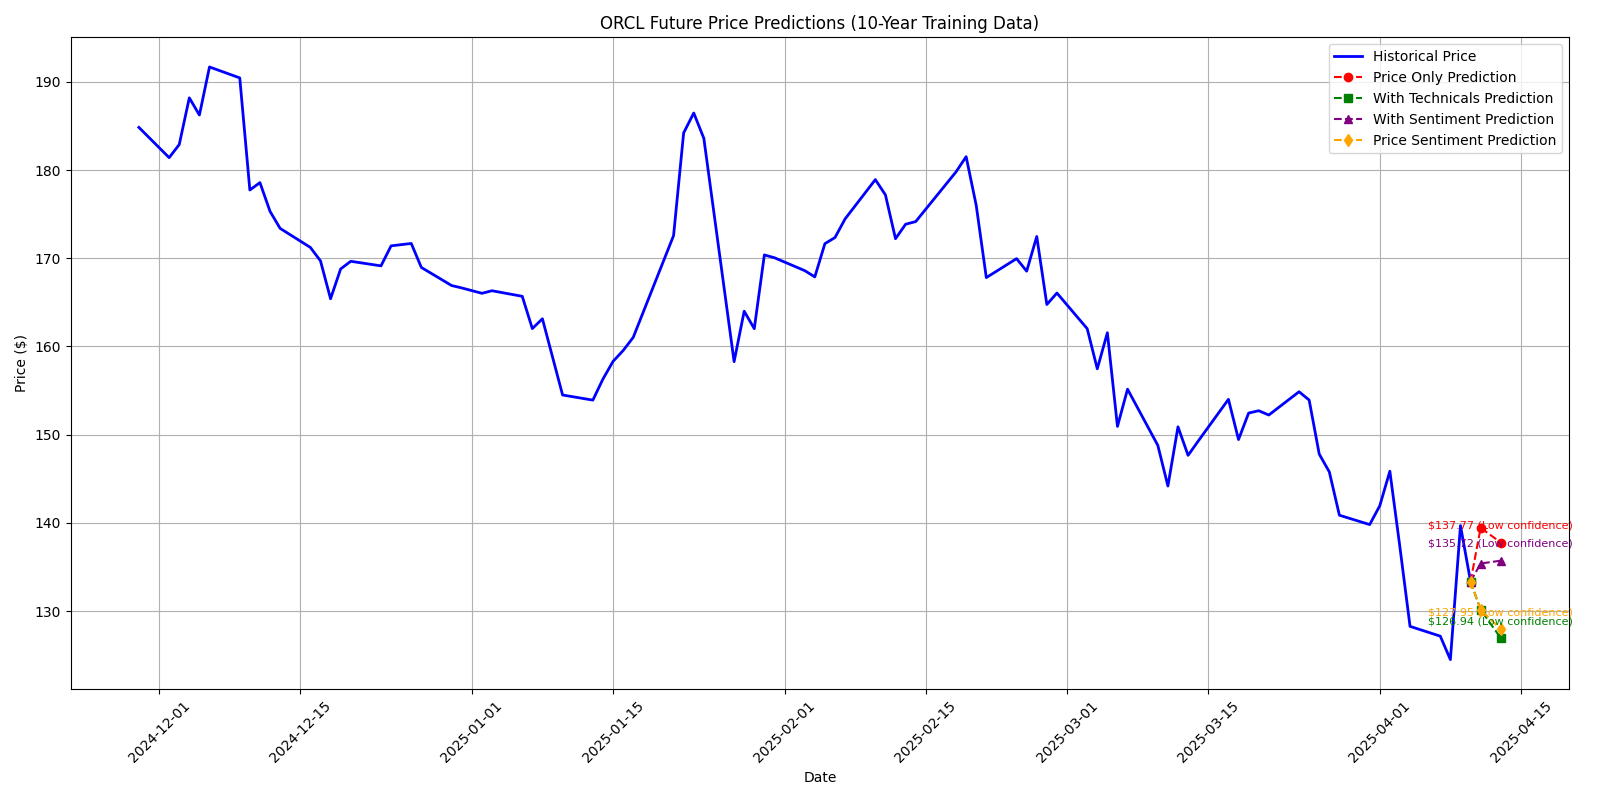 ORCL Future Price Predictions (10-Year Training Data)
Historical Price
Price Only Prediction
With Technicals Prediction
With Sentiment Prediction
Price Sentiment Prediction
Price ($)
190
180
170
160
150
140
130
$137.77 (Low confidence)
$135.72 (Low confidence)
$127.95 (Low confidence)
$126.94 (Low confidence)
2024-12-01
2024-12-15
2025-01-01
2025-01-15
2025-02-01
2025-02-15
2025-03-01
2025-03-15
2025-04-01
2025-04-15
Date